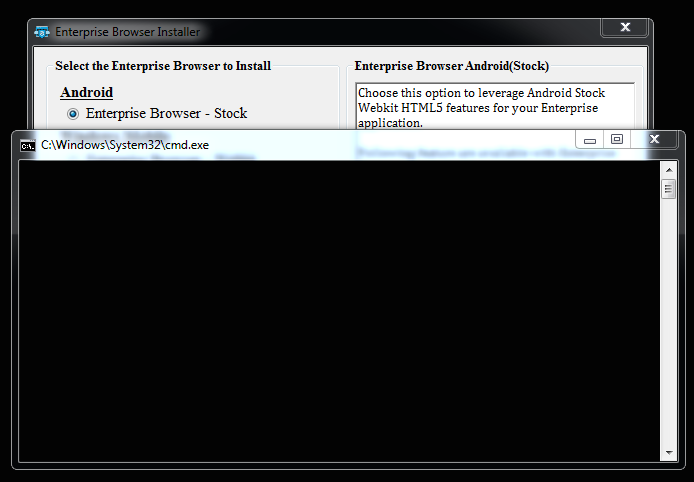 Enterprise Browser Installer
Select the Enterprise Browser to Install
Android
Enterprise Browser - Stock
Enterprise Browser Android(Stock)
Choose this option to leverage Android Stock
Webkit HTML5 features for your Enterprise
application.
C:\Windows\System32\cmd.exe